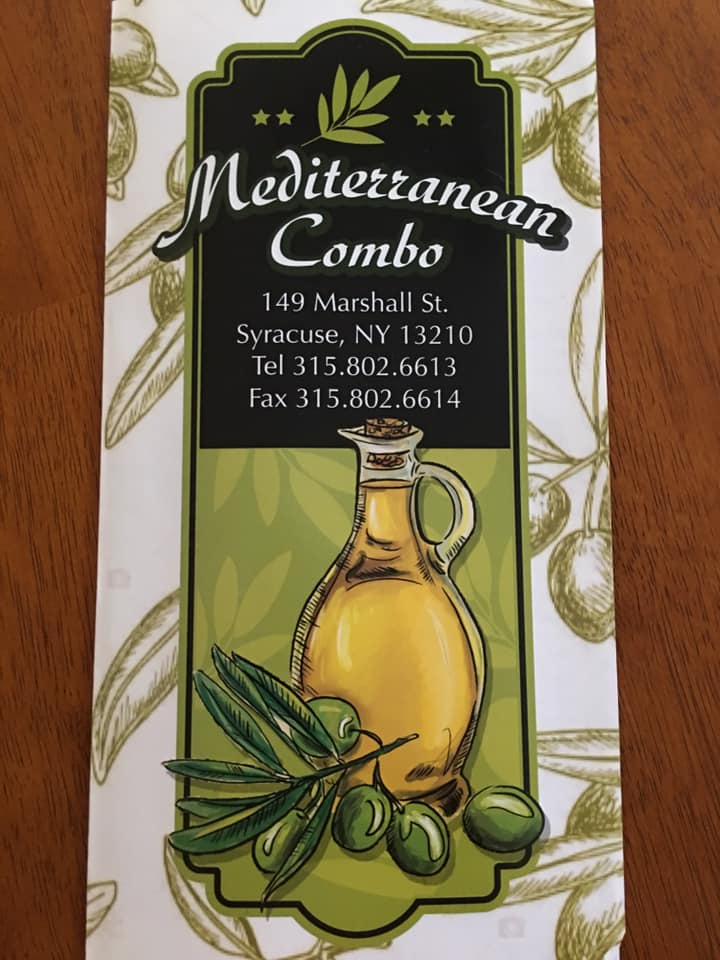 Mediterranean
Combo
149 Marshall St.
Syracuse, NY 13210
Tel 315.802.6613
Fax 315.802.6614